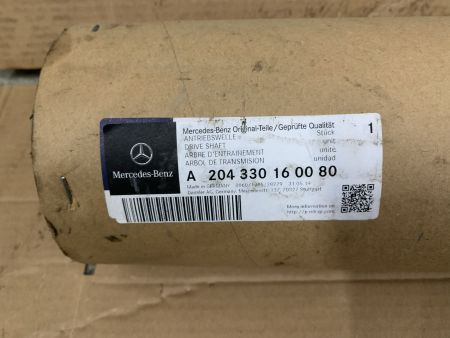 Mercedes-Benz Original-Teile/Geprüfte Qualität
ANTRIEBSWELLE
Stück
1
DRIVE SHAFT
unit
ARBRE D'ENTRAINEMENT
unite
ARBOL DE TRANSMISION
unidad
Mercedes-Benz
A 204 330 16 00 80
Made in GERMANY
Daimler AG, Germany, Mercedesstr. 137, 70327 Stuttgart
More information on